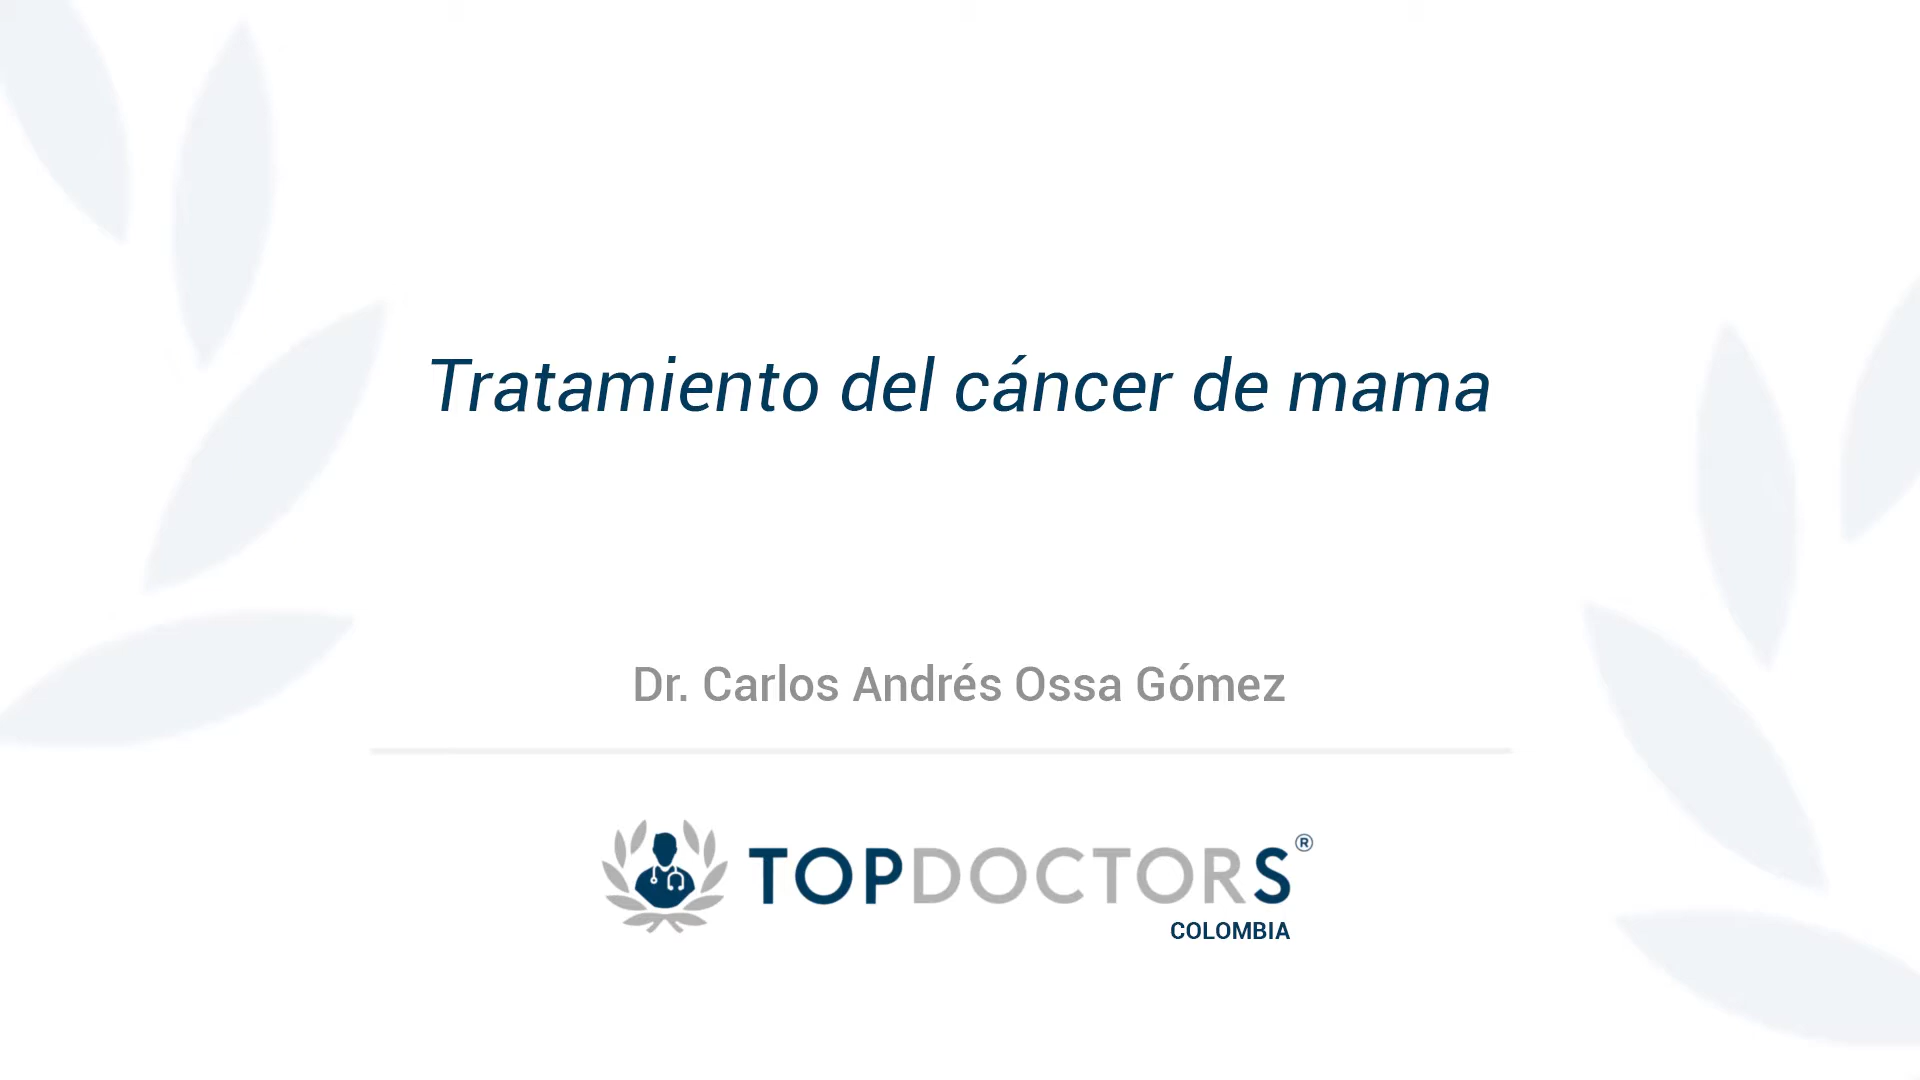 Tratamiento del cáncer de mama
Dr. Carlos Andrés Ossa Gómez
TOPDOCTORS®
COLOMBIA